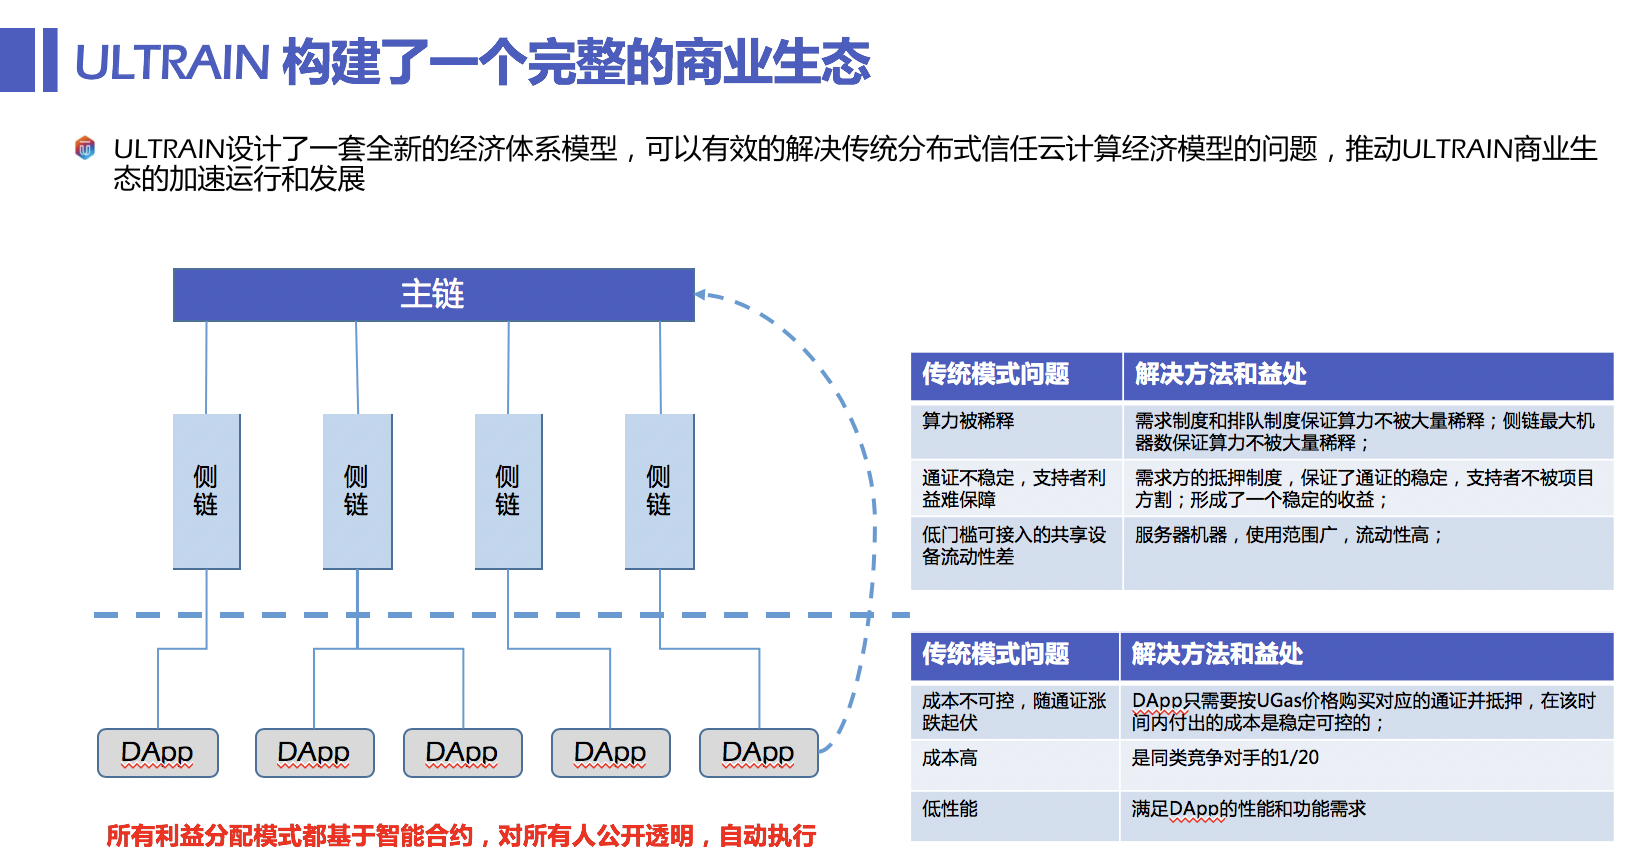 ULTRAIN 构建了一个完整的商业生态
ULTRAIN设计了一套全新的经济体系模型，可以有效的解决传统分布式信任云计算经济模型的问题，推动ULTRAIN商业生
态的加速运行和发展
主链
侧
链
侧
链
侧
链
侧
链
DApp
DApp
DApp
DApp
DApp
所有利益分配模式都基于智能合约，对所有人公开透明，自动执行
传统模式问题
解决方法和益处
算力被稀释
需求制度和排队制度保证算力不被大量稀释；侧链最大机
器数保证算力不被大量稀释；
通证不稳定，支持者利
益难保障
需求方的抵押制度，保证了通证的稳定，支持者不被项目
方割；形成了一个稳定的收益；
低门槛可接入的共享设
备流动性差
服务器机器，使用范围广，流动性高；
传统模式问题
解决方法和益处
成本不可控，随通证涨
跌起伏
DApp只需要按UGas价格购买对应的通证并抵押，在该时
间内付出的成本是稳定可控的；
成本高
是同类竞争对手的1/20
低性能
满足DApp的性能和功能需求